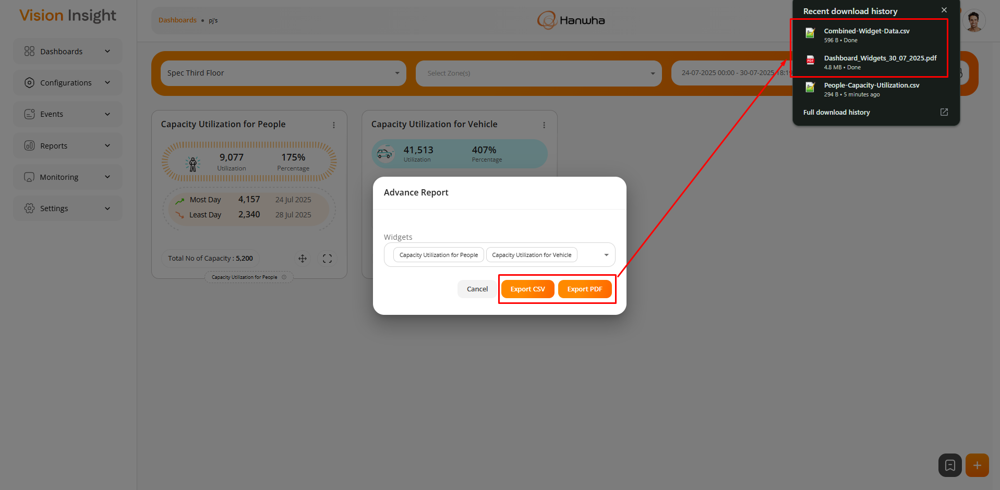 Vision Insight
Dashboards
Configurations
Events
Reports
Monitoring
Settings
Dashboards • pj's
Hanwha
Spec Third Floor
Select Zone(s)
24-07-2025 00:00 - 30-07-2025 18:19
Recent download history
Combined-Widget-Data.csv
596 B • Done
PDF
Dashboard_Widgets_30_07_2025.pdf
4.8 MB • Done
People-Capacity-Utilization.csv
294 B • 5 minutes ago
Full download history
Capacity Utilization for People
9,077
Utilization
175%
Percentage
Most Day 4,157 24 Jul 2025
Least Day 2,340 28 Jul 2025
Total No of Capacity : 5,200
Capacity Utilization for People
Capacity Utilization for Vehicle
41,513
Utilization
407%
Percentage
Advance Report
Widgets
Capacity Utilization for People
Capacity Utilization for Vehicle
Cancel
Export CSV
Export PDF